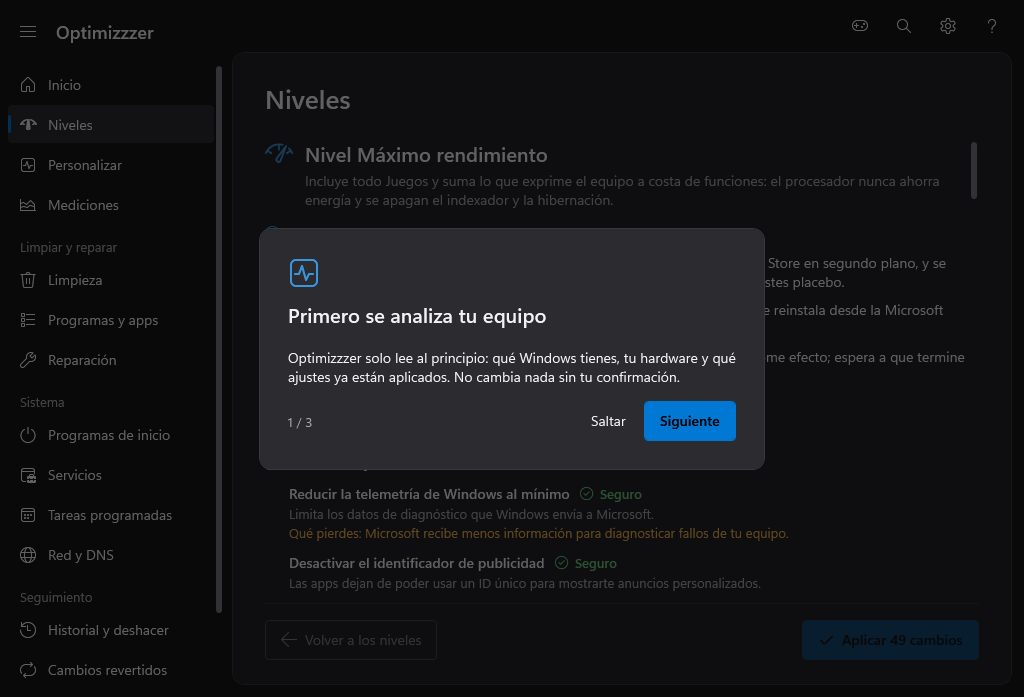 Optimizzzer
Inicio
Niveles
Personalizar
Mediciones
Limpiar y reparar
Limpieza
Programas y apps
Reparación
Sistema
Programas de inicio
Servicios
Tareas programadas
Red y DNS
Seguimiento
Historial y deshacer
Cambios revertidos
Niveles
Nivel Máximo rendimiento
Incluye todo Juegos y suma lo que exprime el equipo a costa de funciones: el procesador nunca ahorra
energía y se apagan el indexador y la hibernación.
Store en segundo plano, y se
placebo.
reinstala desde la Microsoft
efecto; espera a que termine
Primero se analiza tu equipo
Optimizzzer solo lee al principio: qué Windows tienes, tu hardware y qué
ajustes ya están aplicados. No cambia nada sin tu confirmación.
1 / 3
Saltar
Siguiente
Reducir la telemetría de Windows al mínimo Seguro
Limita los datos de diagnóstico que Windows envía a Microsoft.
Qué pierdes: Microsoft recibe menos información para diagnosticar fallos de tu equipo.
Desactivar el identificador de publicidad Seguro
Las apps dejan de poder usar un ID único para mostrarte anuncios personalizados.
Volver a los niveles
Aplicar 49 cambios